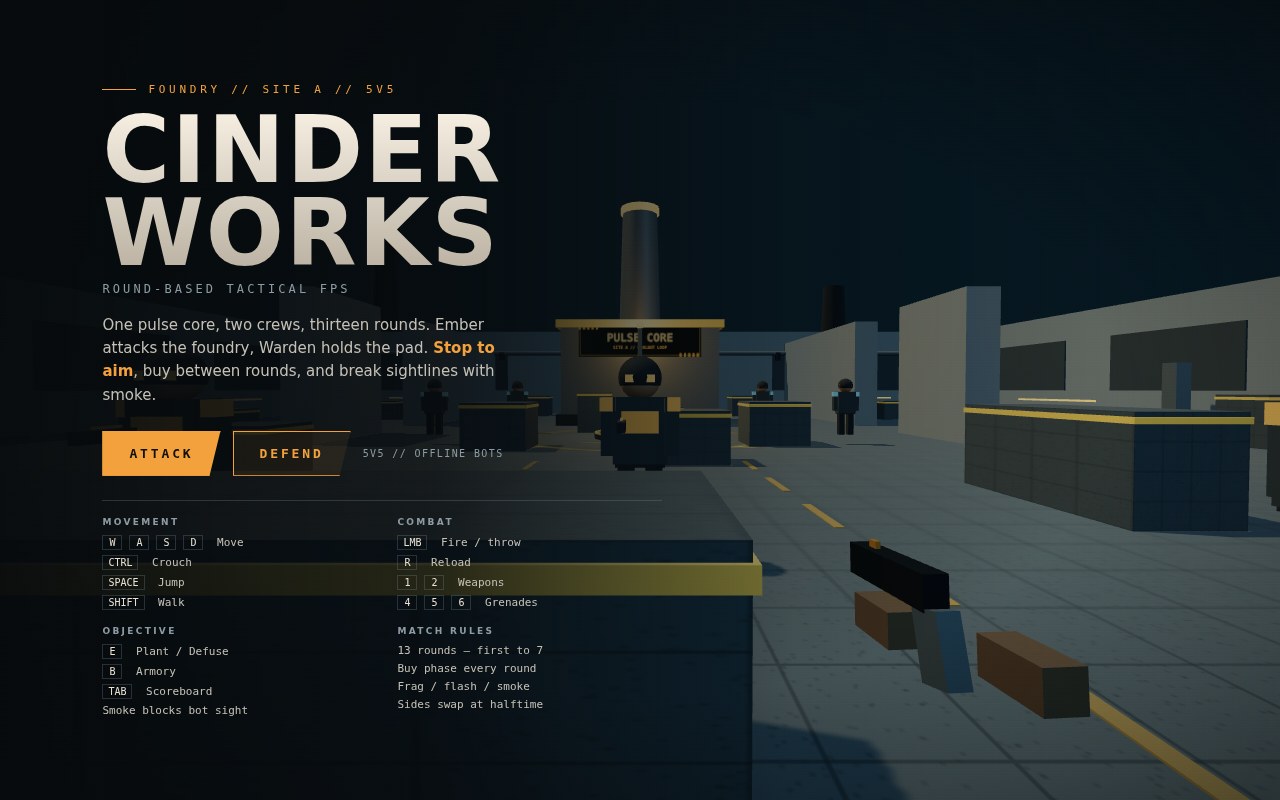 FOUNDRY // SITE A // 5V5
CINDER
WORKS
ROUND-BASED TACTICAL FPS
One pulse core, two crews, thirteen rounds. Ember
attacks the foundry, Warden holds the pad. Stop to
aim, buy between rounds, and break sightlines with
smoke.
ATTACK
DEFEND
5V5 // OFFLINE BOTS
PULSE CORE
MOVEMENT
W A S D Move
CTRL Crouch
SPACE Jump
SHIFT Walk
COMBAT
LMB Fire / throw
R Reload
1 2 Weapons
4 5 6 Grenades
OBJECTIVE
E Plant / Defuse
B Armory
TAB Scoreboard
Smoke blocks bot sight
MATCH RULES
13 rounds — first to 7
Buy phase every round
Frag / flash / smoke
Sides swap at halftime